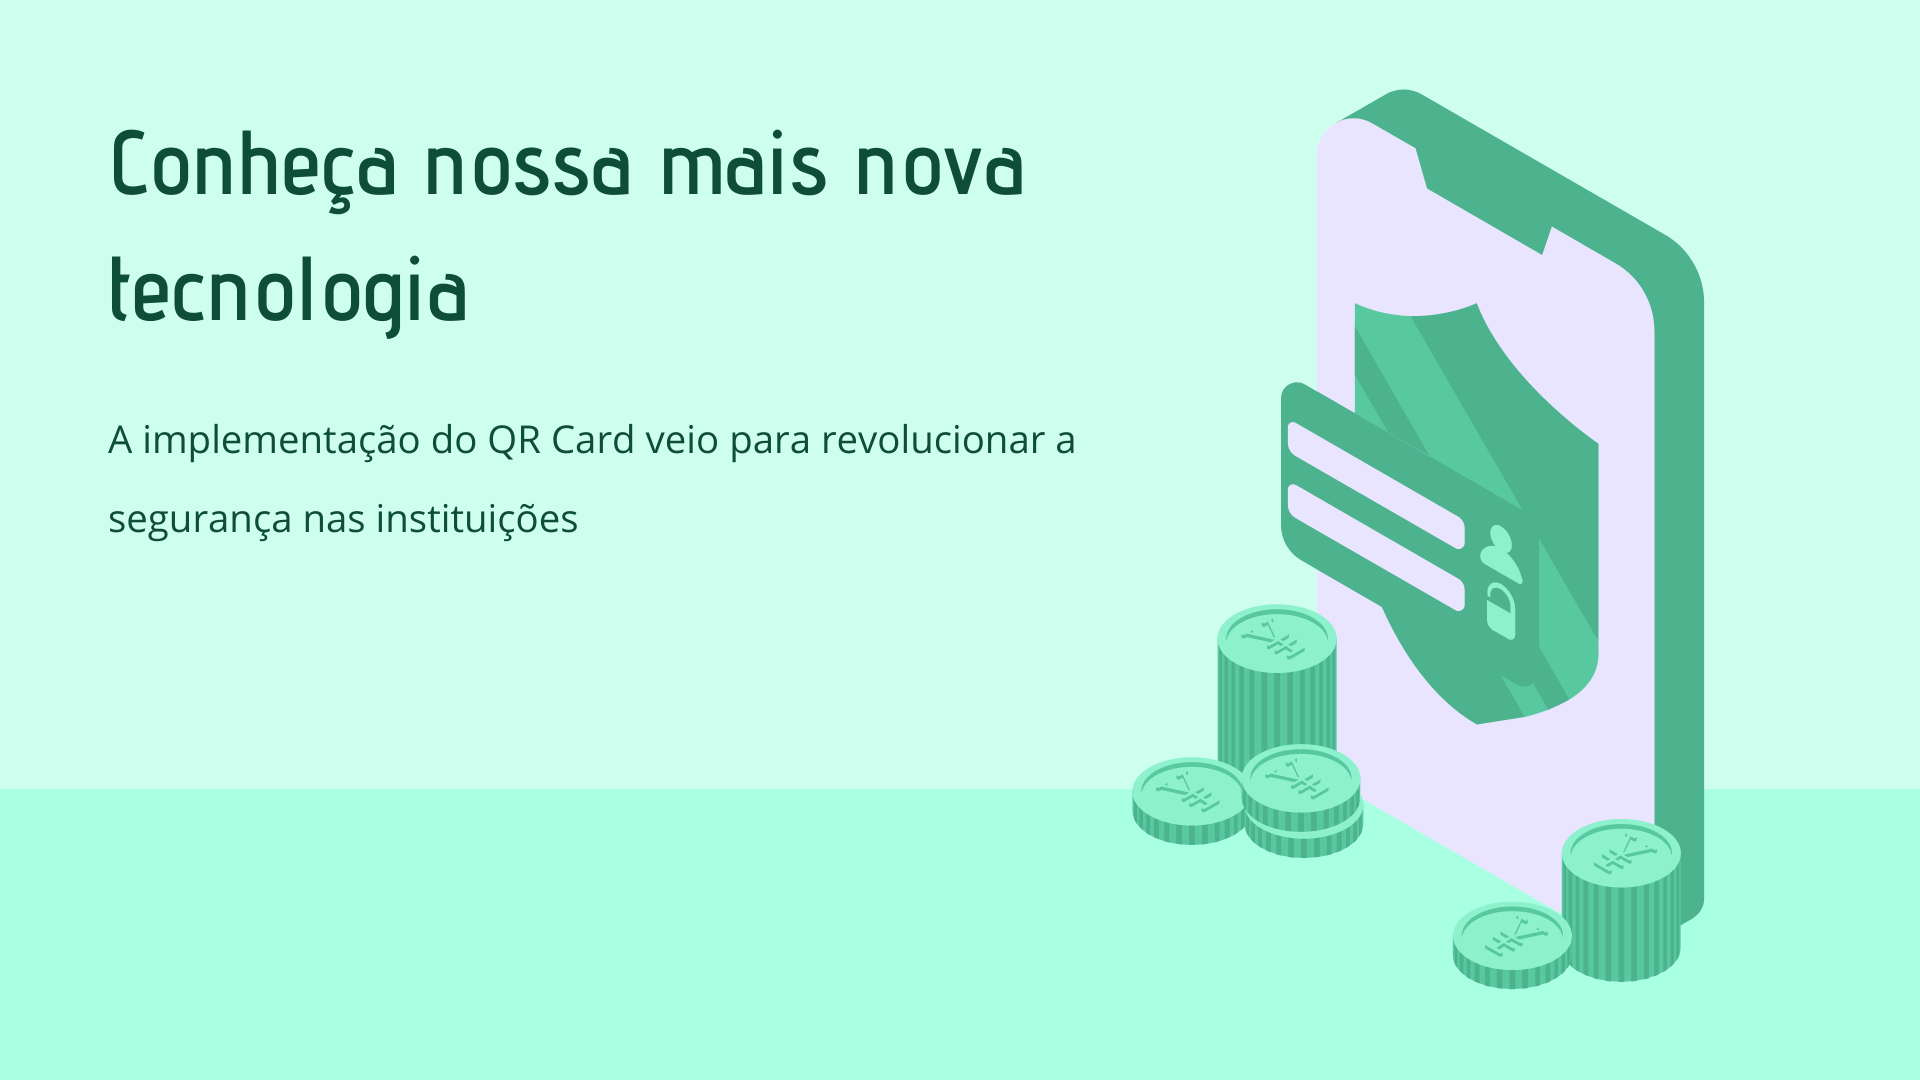 Conheça nossa mais nova
tecnologia
A implementação do QR Card veio para revolucionar a
segurança nas instituições